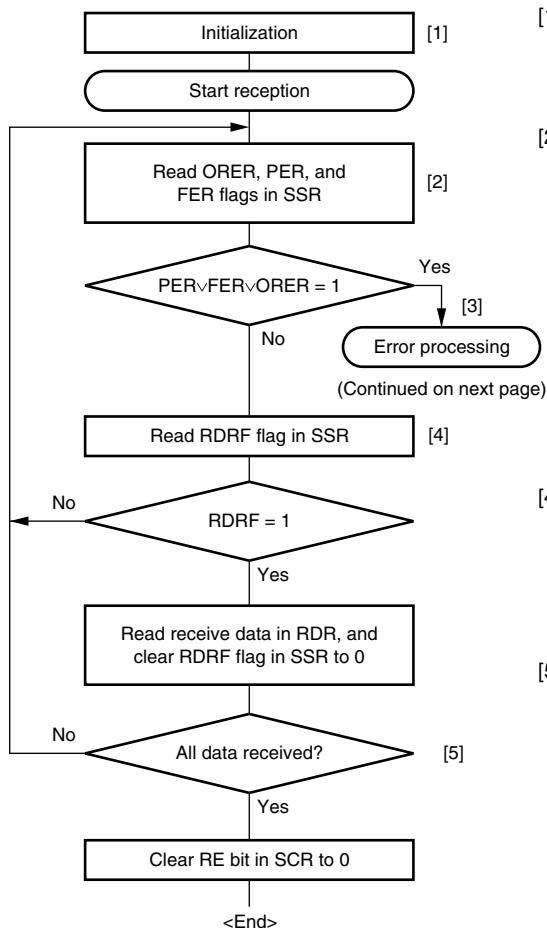 Initialization
[1]
Start reception
Read ORER, PER, and
FER flags in SSR
[2]
PER∨FER∨ORER = 1
Yes
[3]
No
Error processing
(Continued on next page)
Read RDRF flag in SSR
[4]
No
RDRF = 1
Yes
Read receive data in RDR, and
clear RDRF flag in SSR to 0
No
All data received?
[5]
Yes
Clear RE bit in SCR to 0
<End>